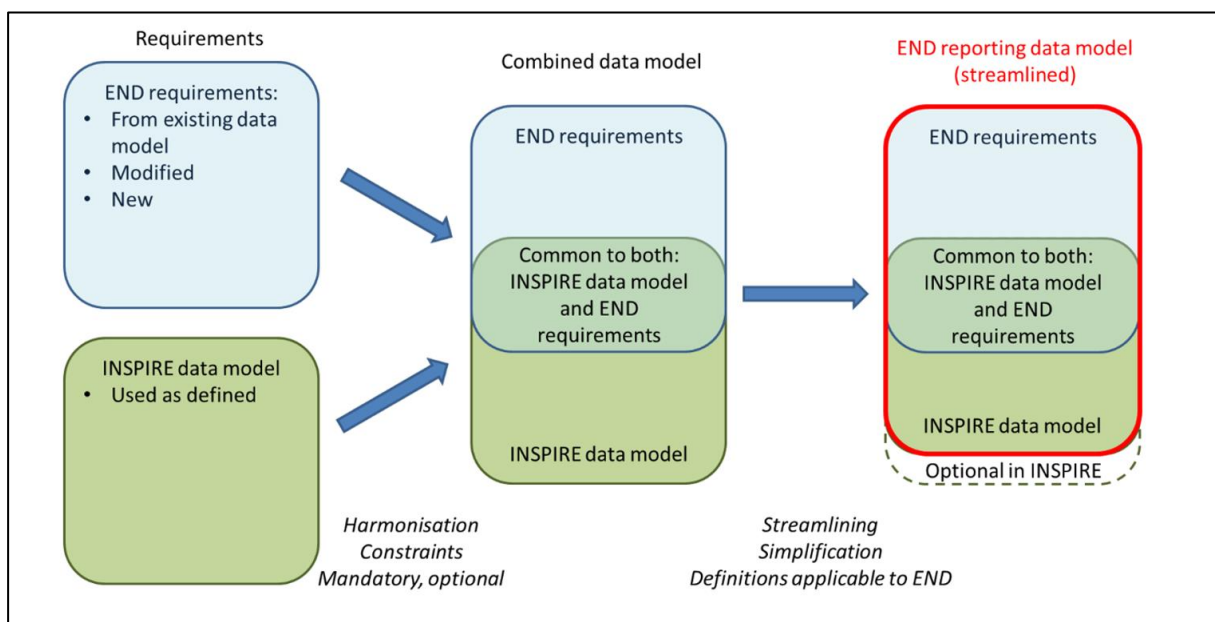 Requirements
END requirements:
• From existing data
model
• Modified
• New
INSPIRE data model
• Used as defined
Harmonisation
Constraints
Mandatory, optional
Combined data model
END requirements
Common to both:
INSPIRE data model
and END
requirements
INSPIRE data model
Streamlining
Simplification
Definitions applicable to END
END reporting data model
(streamlined)
END requirements
Common to both:
INSPIRE data model
and END
requirements
INSPIRE data model
Optional in INSPIRE